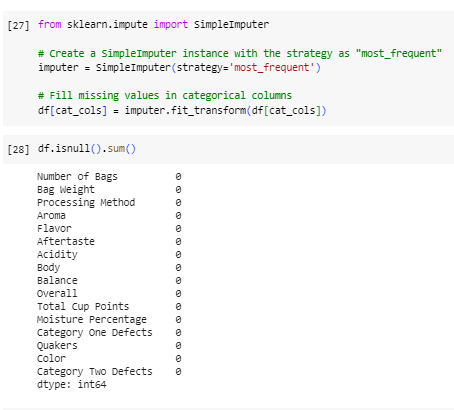 [27] from sklearn.impute import SimpleImputer
# Create a SimpleImputer instance with the strategy as "most_frequent"
imputer = SimpleImputer(strategy='most_frequent')
# Fill missing values in categorical columns
df[cat_cols] = imputer.fit_transform(df[cat_cols])
[28] df.isnull().sum()
Number of Bags 0
Bag Weight 0
Processing Method 0
Aroma 0
Flavor 0
Aftertaste 0
Acidity 0
Body 0
Balance 0
Overall 0
Total Cup Points 0
Moisture Percentage 0
Category One Defects 0
Quakers 0
Color 0
Category Two Defects 0
dtype: int64